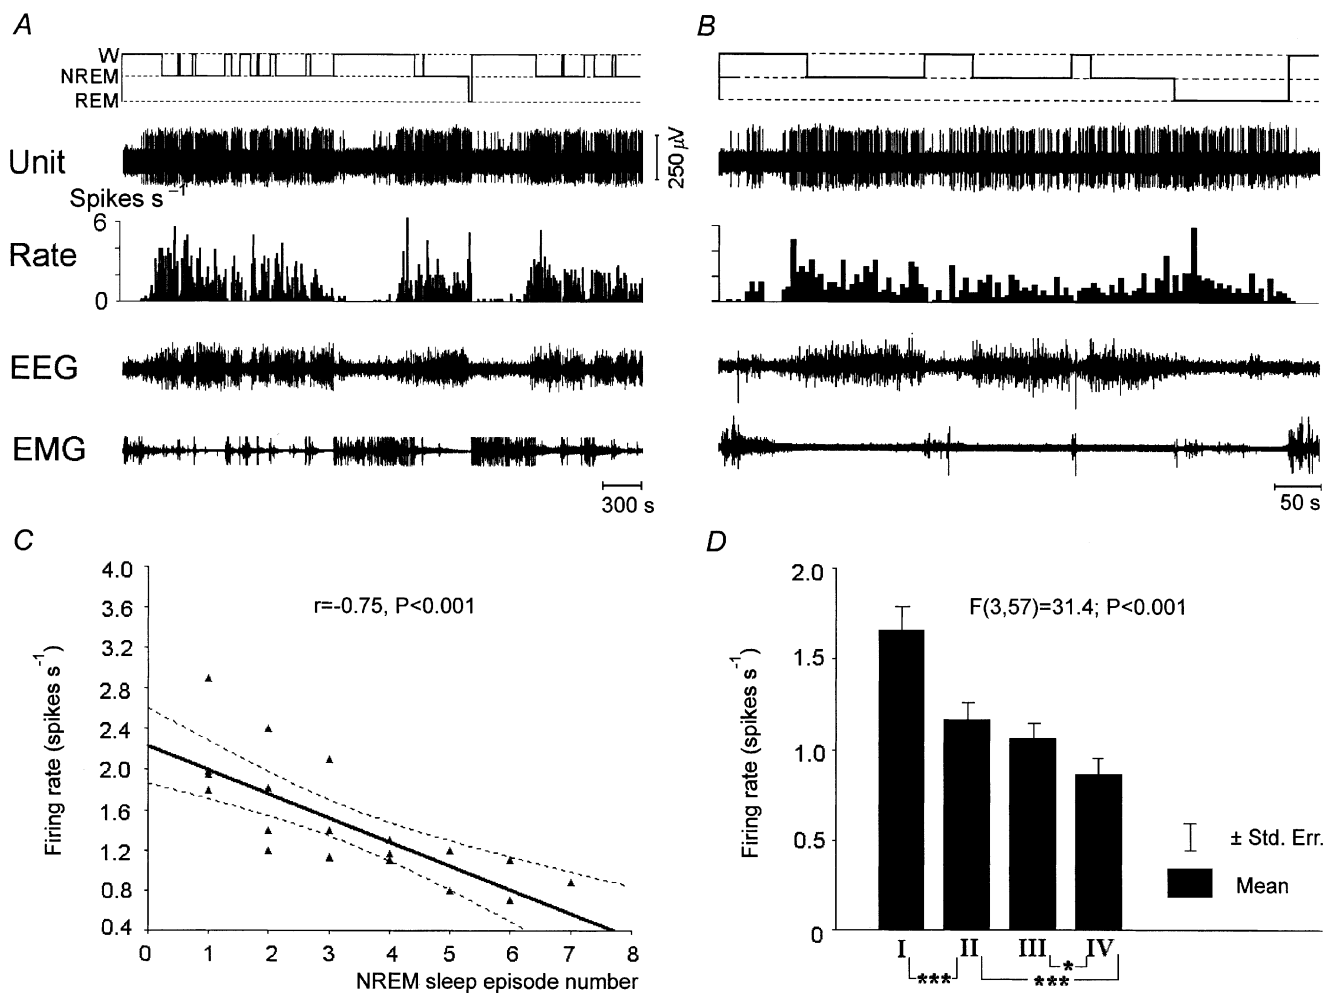 A
W
NREM
REM
Unit
250 μV
Spikes s⁻¹
6
Rate
0
EEG
EMG
300 s
B
50 s
C
4.0
3.6
3.2
2.8
2.4
2.0
1.6
1.2
0.8
0.4
Firing rate (spikes s⁻¹)
r=-0.75, P<0.001
0 1 2 3 4 5 6 7 8
NREM sleep episode number
D
2.0
1.5
1.0
0.5
0
Firing rate (spikes s⁻¹)
F(3,57)=31.4; P<0.001
± Std. Err.
Mean
I II III IV
*** * ***